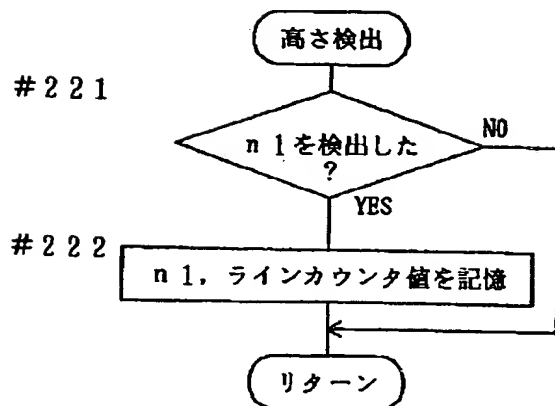 高さ検出
#221
n1を検出した
?
NO
YES
#222
n1，ラインカウンタ値を記憶
リターン